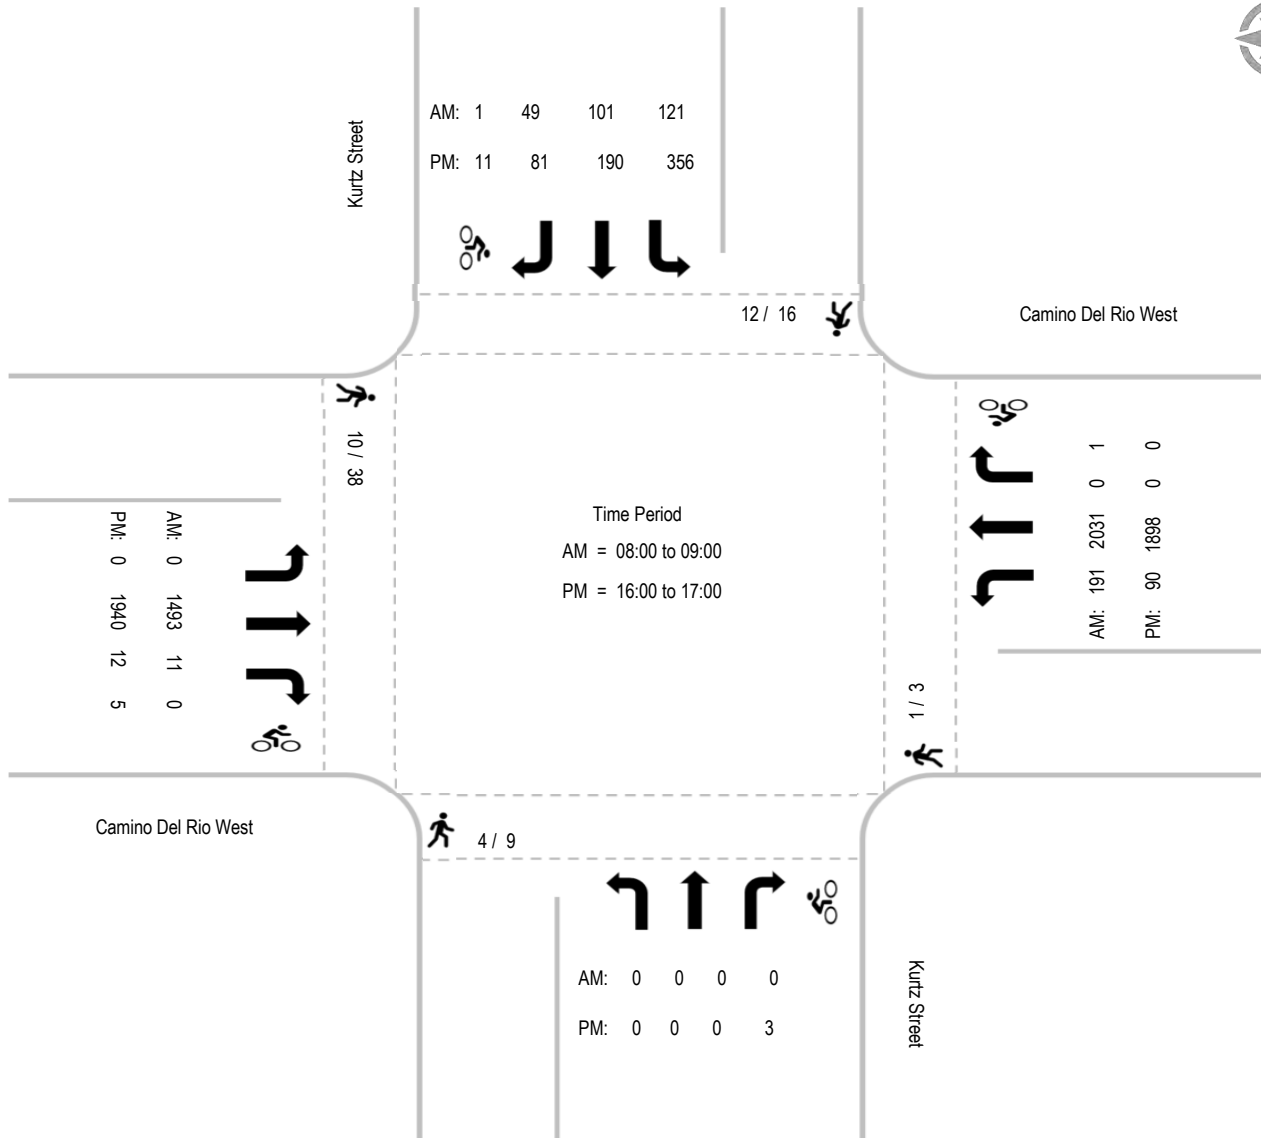 AM: 1 49 101 121
PM: 11 81 190 356
Kurtz Street
12 / 16
Camino Del Rio West
10 / 38
AM: 191 2031 0 1
PM: 90 1898 0 0
Time Period
AM = 08:00 to 09:00
PM = 16:00 to 17:00
AM: 0 1493 11 0
PM: 0 1940 12 5
1 / 3
Camino Del Rio West
4 / 9
AM: 0 0 0 0
PM: 0 0 0 3
Kurtz Street